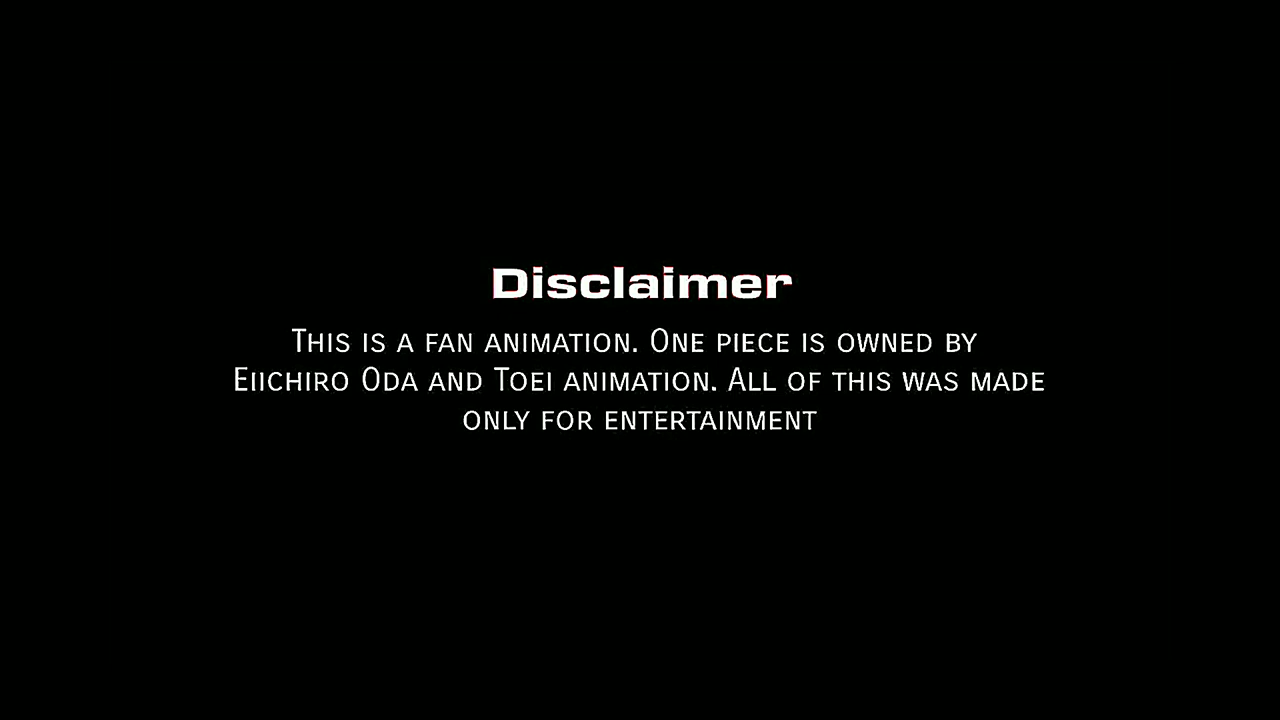 Disclaimer
This is a fan animation. One piece is owned by
Eiichiro Oda and Toei animation. All of this was made
only for entertainment